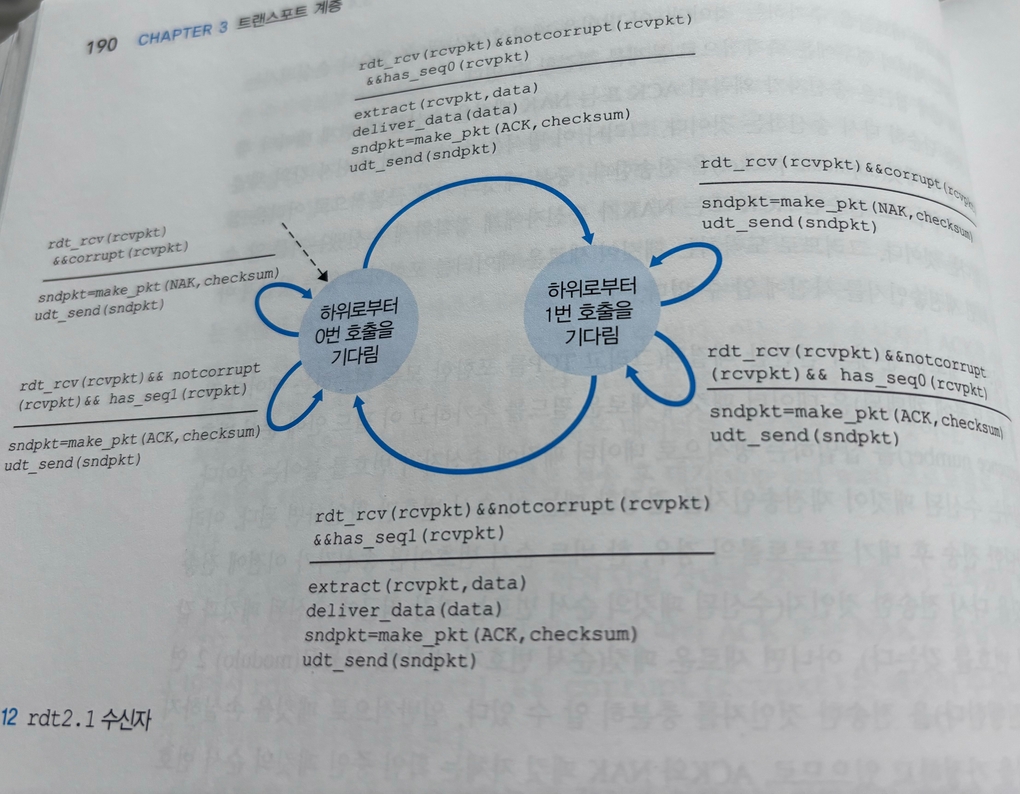 190 CHAPTER 3 트랜스포트 계층
rdt_rcv(rcvpkt)&&notcorrupt(rcvpkt)
&&has_seq0(rcvpkt)
extract(rcvpkt,data)
deliver_data(data)
sndpkt=make_pkt(ACK,checksum)
udt_send(sndpkt)
rdt_rcv(rcvpkt)&&corrupt(rcvpkt)
sndpkt=make_pkt(NAK,checksum)
udt_send(sndpkt)
rdt_rcv(rcvpkt)
&&corrupt(rcvpkt)
sndpkt=make_pkt(NAK,checksum)
udt_send(sndpkt)
하위로부터
0번 호출을
기다림
하위로부터
1번 호출을
기다림
rdt_rcv(rcvpkt)&& notcorrupt
(rcvpkt)&& has_seq1(rcvpkt)
sndpkt=make_pkt(ACK,checksum)
udt_send(sndpkt)
rdt_rcv(rcvpkt)&&notcorrupt
(rcvpkt)&& has_seq0(rcvpkt)
sndpkt=make_pkt(ACK,checksum)
udt_send(sndpkt)
rdt_rcv(rcvpkt)&&notcorrupt(rcvpkt)
&&has_seq1(rcvpkt)
extract(rcvpkt,data)
deliver_data(data)
sndpkt=make_pkt(ACK,checksum)
udt_send(sndpkt)
12 rdt2.1 수신자